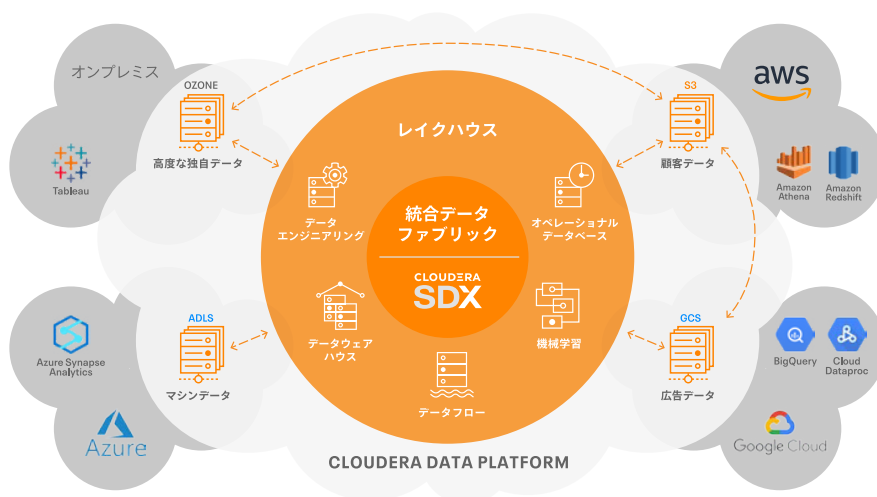 オンプレミス
Tableau
OZONE
高度な独自データ
S3
顧客データ
aws
Amazon
Athena
Amazon
Redshift
レイクハウス
データ
エンジニアリング
統合データ
ファブリック
CLOUDERA
SDX
オペレーショナル
データベース
データウェア
ハウス
データフロー
機械学習
Azure Synapse
Analytics
Azure
ADLS
マシンデータ
GCS
広告データ
BigQuery
Cloud
Dataproc
Google Cloud
CLOUDERA DATA PLATFORM